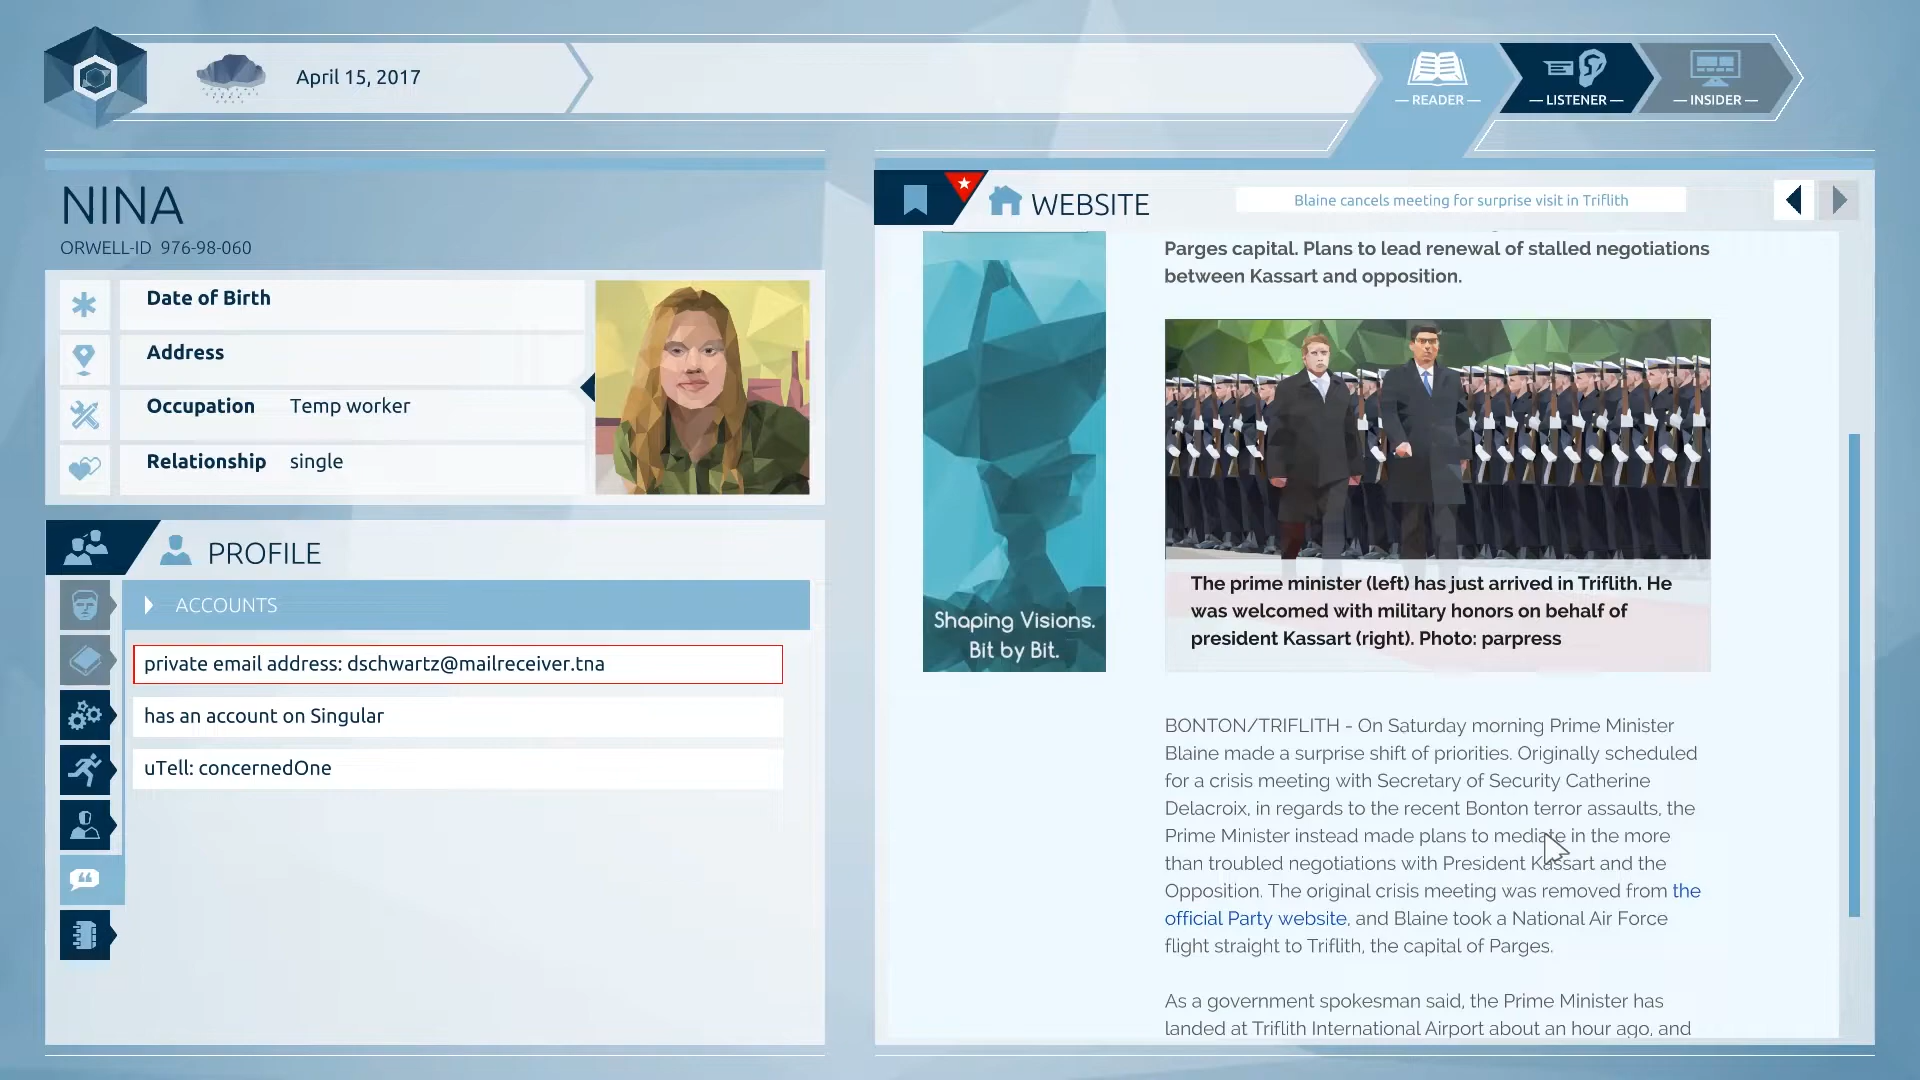 April 15, 2017
— READER —
— LISTENER —
— INSIDER —
NINA
ORWELL-ID 976-98-060
Date of Birth
Address
Occupation Temp worker
Relationship single
PROFILE
ACCOUNTS
private email address: dschwartz@mailreceiver.tna
has an account on Singular
uTell: concernedOne
WEBSITE
Blaine cancels meeting for surprise visit in Triflith
Shaping Visions.
Bit by Bit.
Parges capital. Plans to lead renewal of stalled negotiations
between Kassart and opposition.
The prime minister (left) has just arrived in Triflith. He
was welcomed with military honors on behalf of
president Kassart (right). Photo: parpress
BONTON/TRIFLITH - On Saturday morning Prime Minister
Blaine made a surprise shift of priorities. Originally scheduled
for a crisis meeting with Secretary of Security Catherine
Delacroix, in regards to the recent Bonton terror assaults, the
Prime Minister instead made plans to mediate in the more
than troubled negotiations with President Kassart and the
Opposition. The original crisis meeting was removed from the
official Party website, and Blaine took a National Air Force
flight straight to Triflith, the capital of Parges.
As a government spokesman said, the Prime Minister has
landed at Triflith International Airport about an hour ago, and